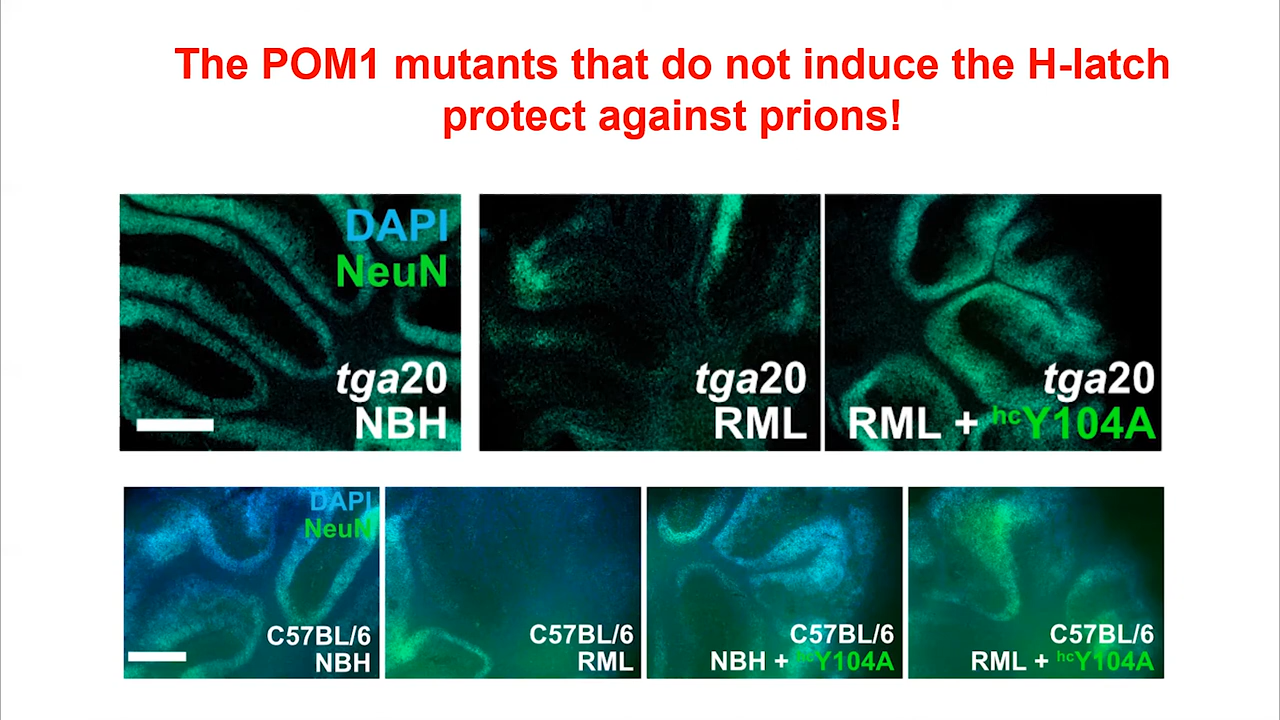 The POM1 mutants that do not induce the H-latch
protect against prions!
DAPI
NeuN
tga20
NBH
tga20
RML
tga20
RML + hcY104A
DAPI
NeuN
C57BL/6
NBH
C57BL/6
RML
C57BL/6
NBH + hcY104A
C57BL/6
RML + hcY104A